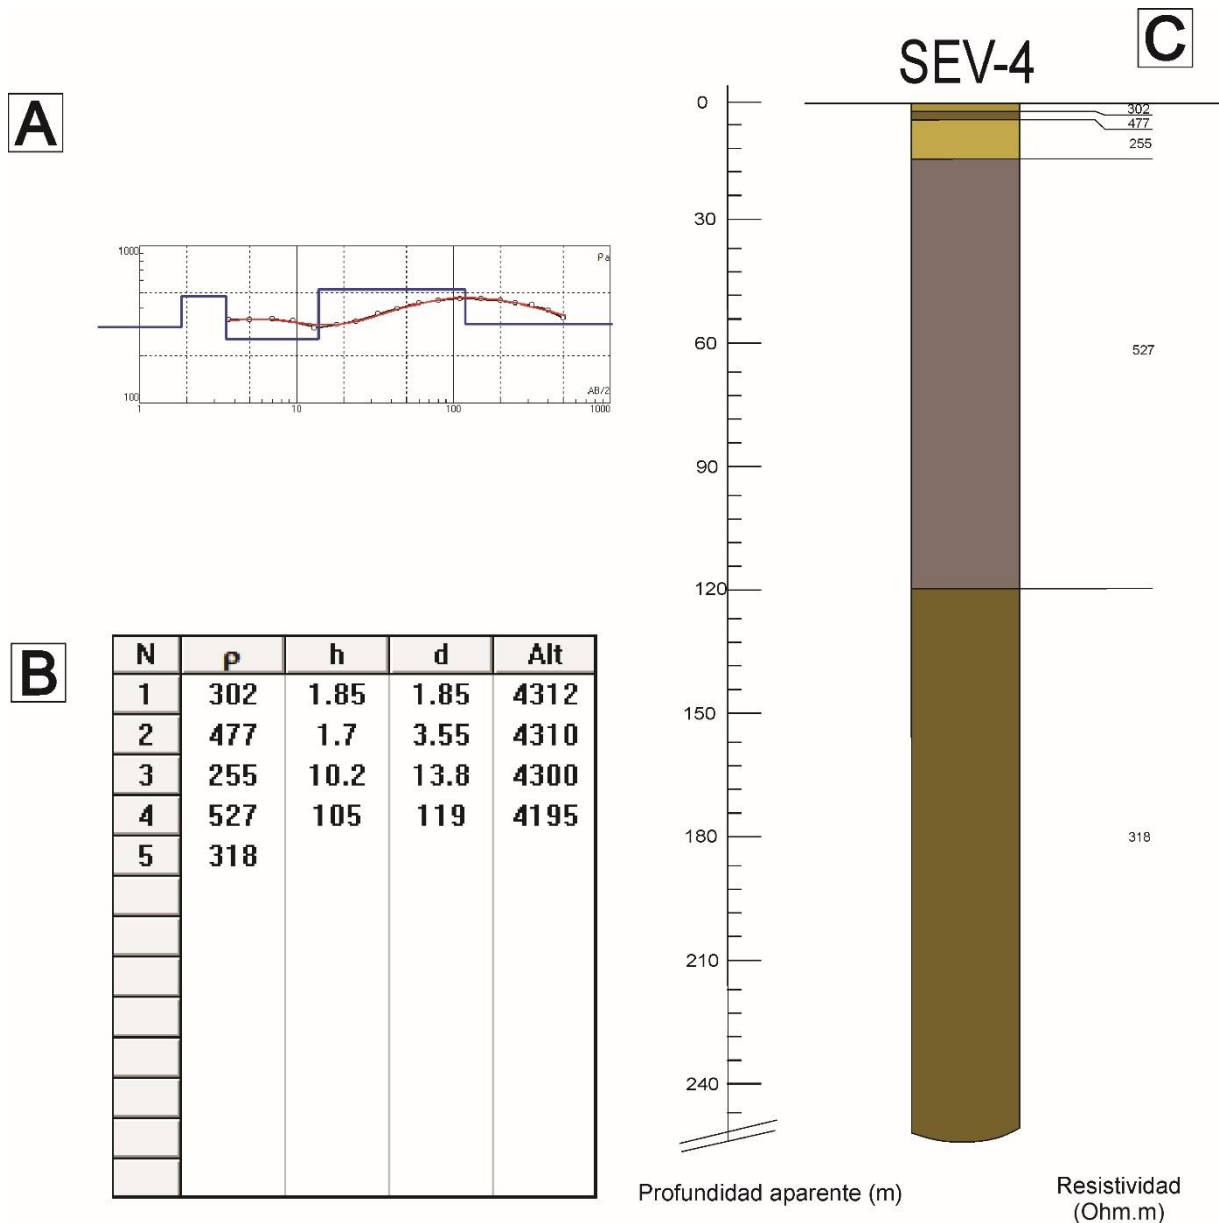 A
1000
Pa
100
AB/2
1 10 100 1000
B
N ρ h d Alt
1 302 1.85 1.85 4312
2 477 1.7 3.55 4310
3 255 10.2 13.8 4300
4 527 105 119 4195
5 318
C
SEV-4
0
30
60
90
120
150
180
210
240
302
477
255
527
318
Profundidad aparente (m)
Resistividad
(Ohm.m)